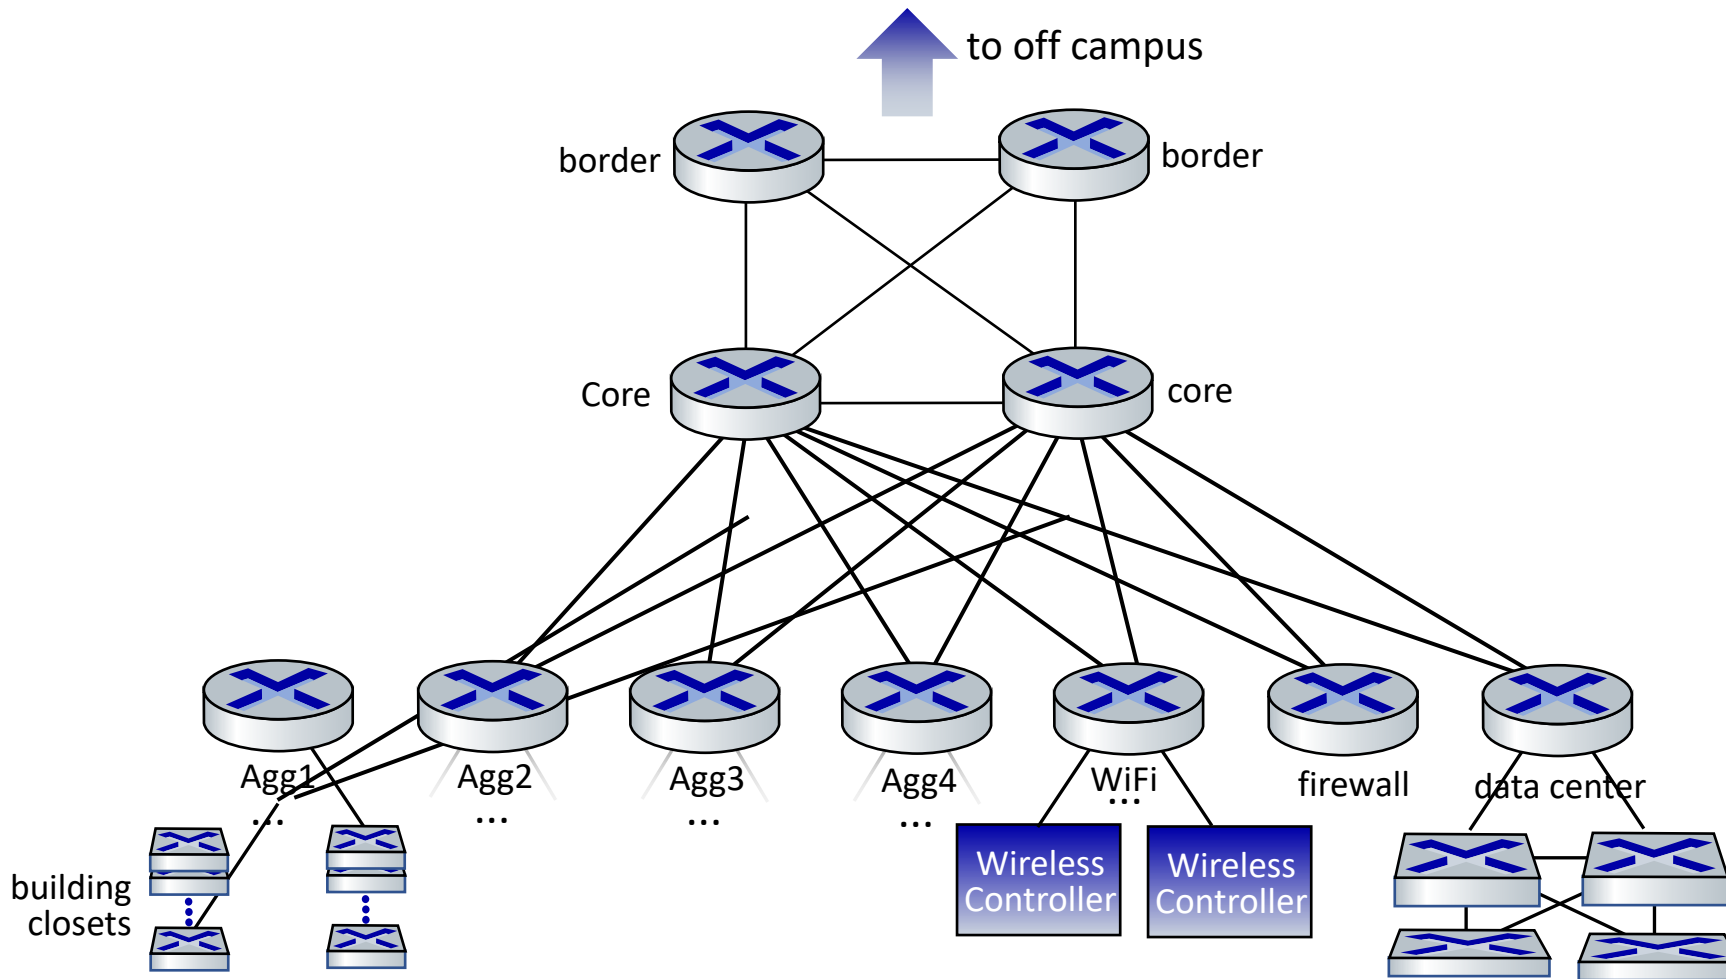 to off campus
border
border
Core
core
Agg1
Agg2
Agg3
Agg4
WiFi
firewall
data center
...
...
...
...
...
building
closets
Wireless
Controller
Wireless
Controller